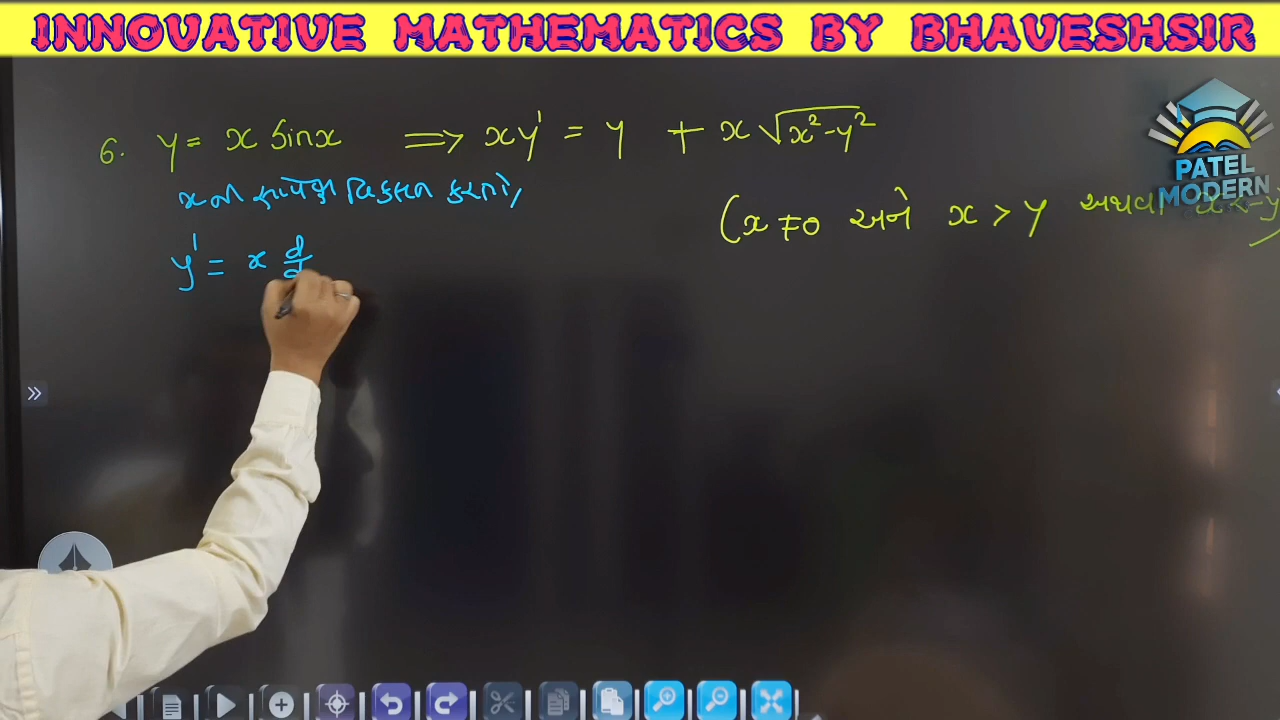 INNOVATIVE MATHEMATICS BY BHAVESHSIR
6. y = x sinx ⟹ xy' = y + x √x²-y²
PATEL
MODERN
x ની સાપેક્ષ વિકલન કરતાં,
(x ≠ 0 અને x > y અથવા x < -y)
y' = x d